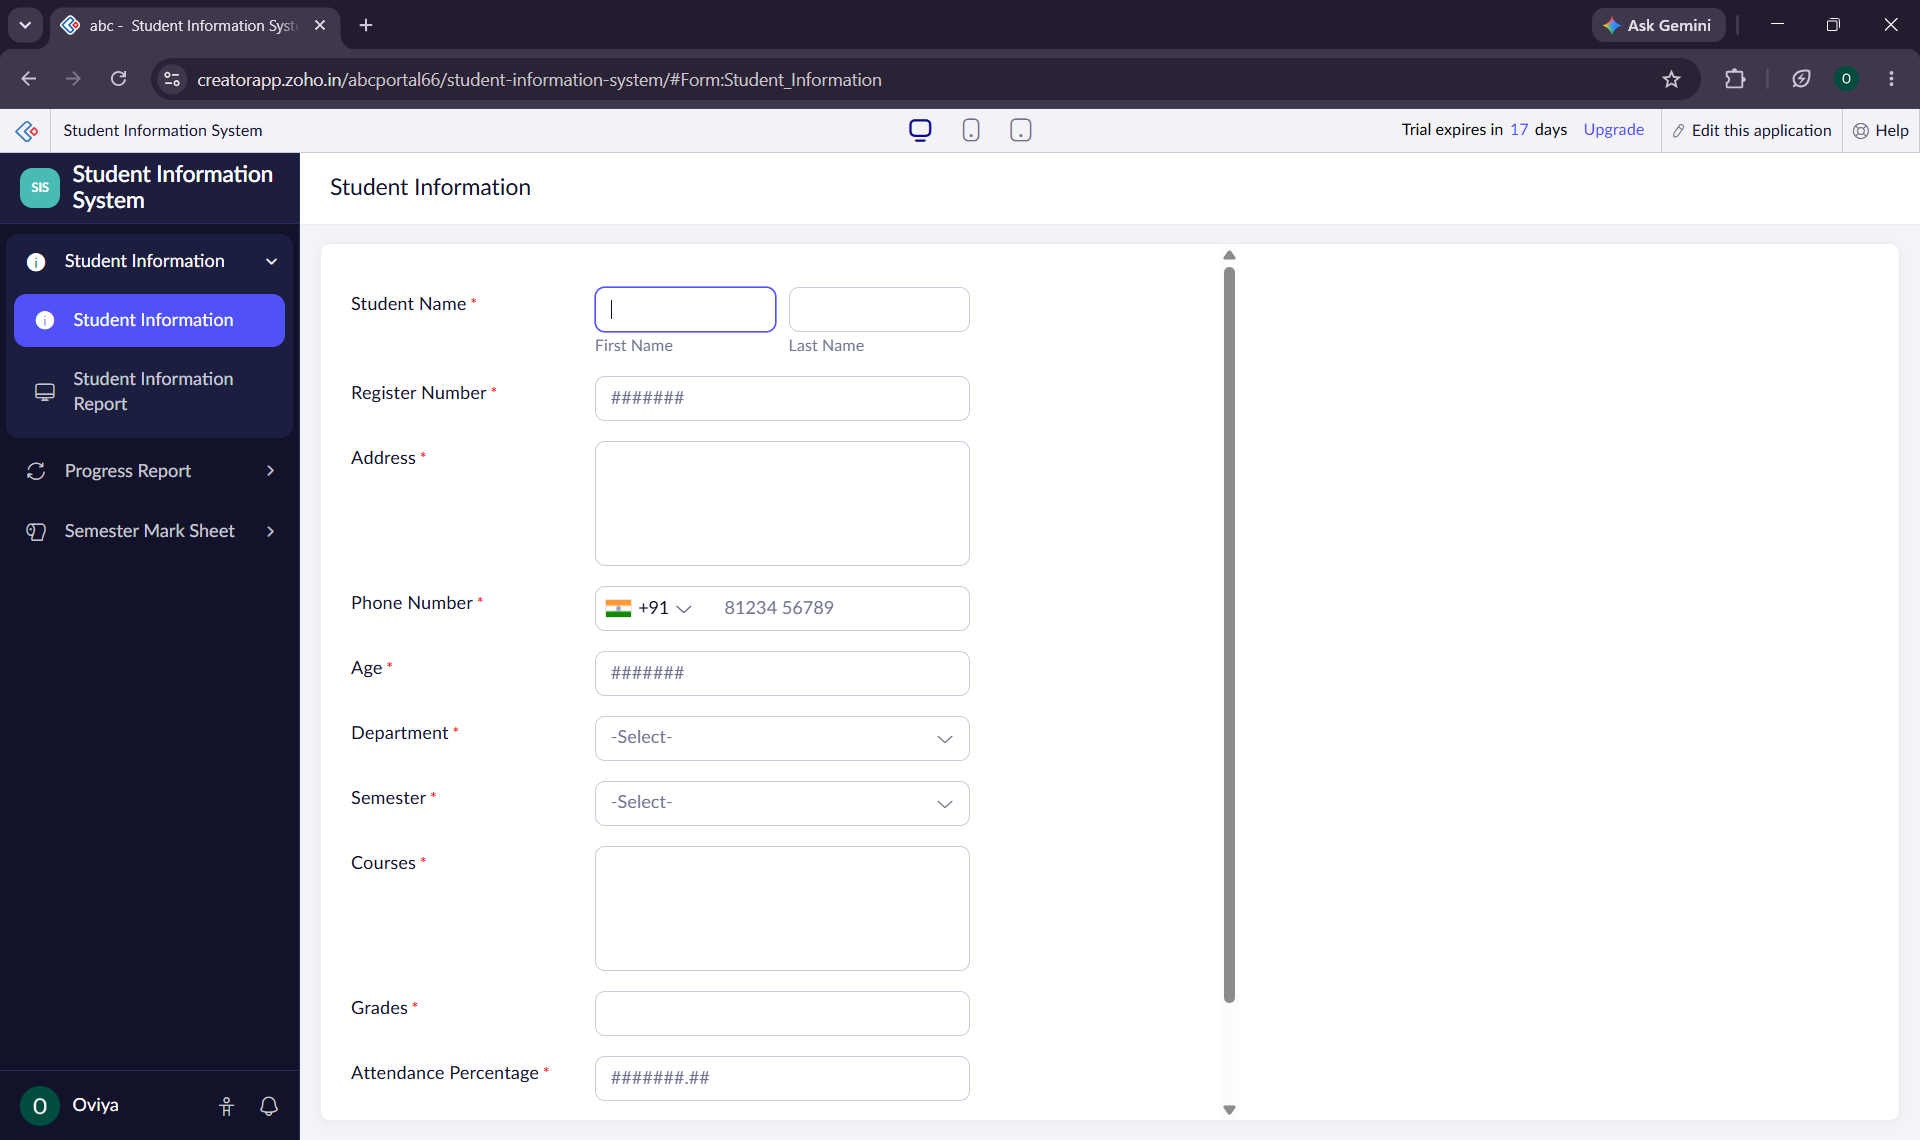 abc - Student Information Syst
Ask Gemini
creatorapp.zoho.in/abcportal66/student-information-system/#Form:Student_Information
O
Student Information System
Trial expires in 17 days Upgrade
Edit this application
Help
SIS
Student Information
System
Student Information
Student Information
Student Information
Report
Progress Report
Semester Mark Sheet
O
Oviya
Student Information
Student Name *
First Name
Last Name
Register Number *
#######
Address *
Phone Number *
+91
81234 56789
Age *
#######
Department *
-Select-
Semester *
-Select-
Courses *
Grades *
Attendance Percentage *
#######.##